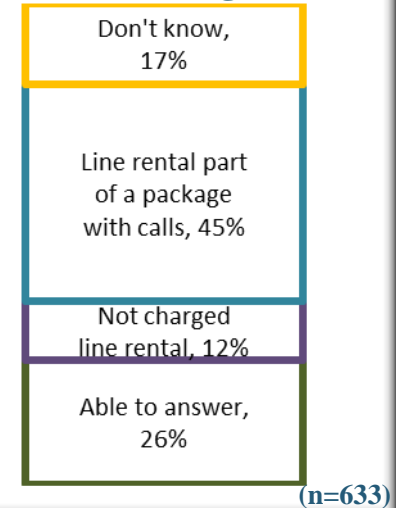 Don't know,
17%
Line rental part
of a package
with calls, 45%
Not charged
line rental, 12%
Able to answer,
26%
(n=633)